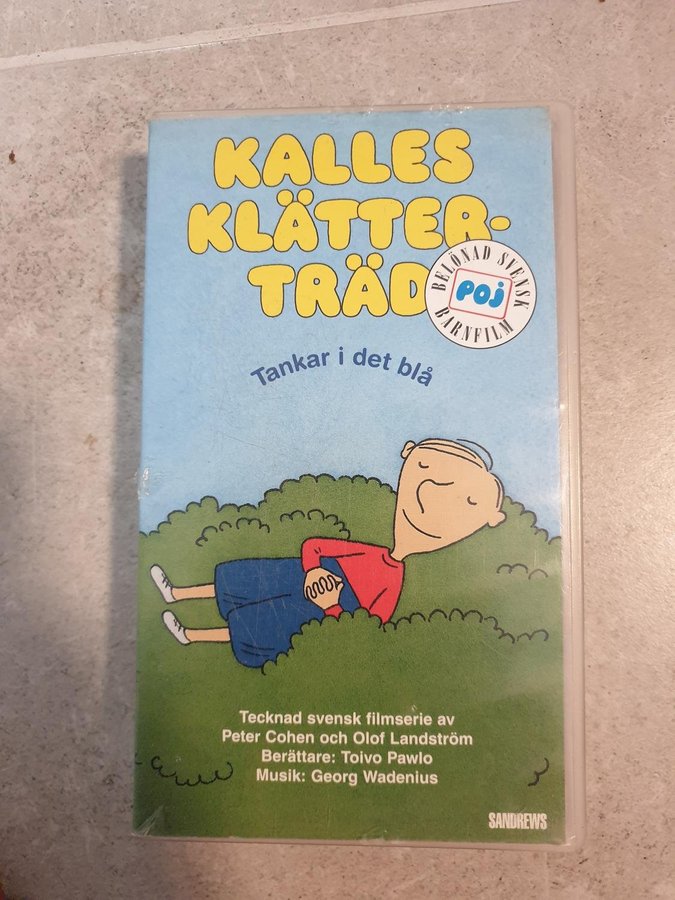 KALLES
KLÄTTER-
TRÄD
BELÖNAD SVENSK
POJ
BARNFILM
Tankar i det blå
Tecknad svensk filmserie av
Peter Cohen och Olof Landström
Berättare: Toivo Pawlo
Musik: Georg Wadenius
SANDREWS